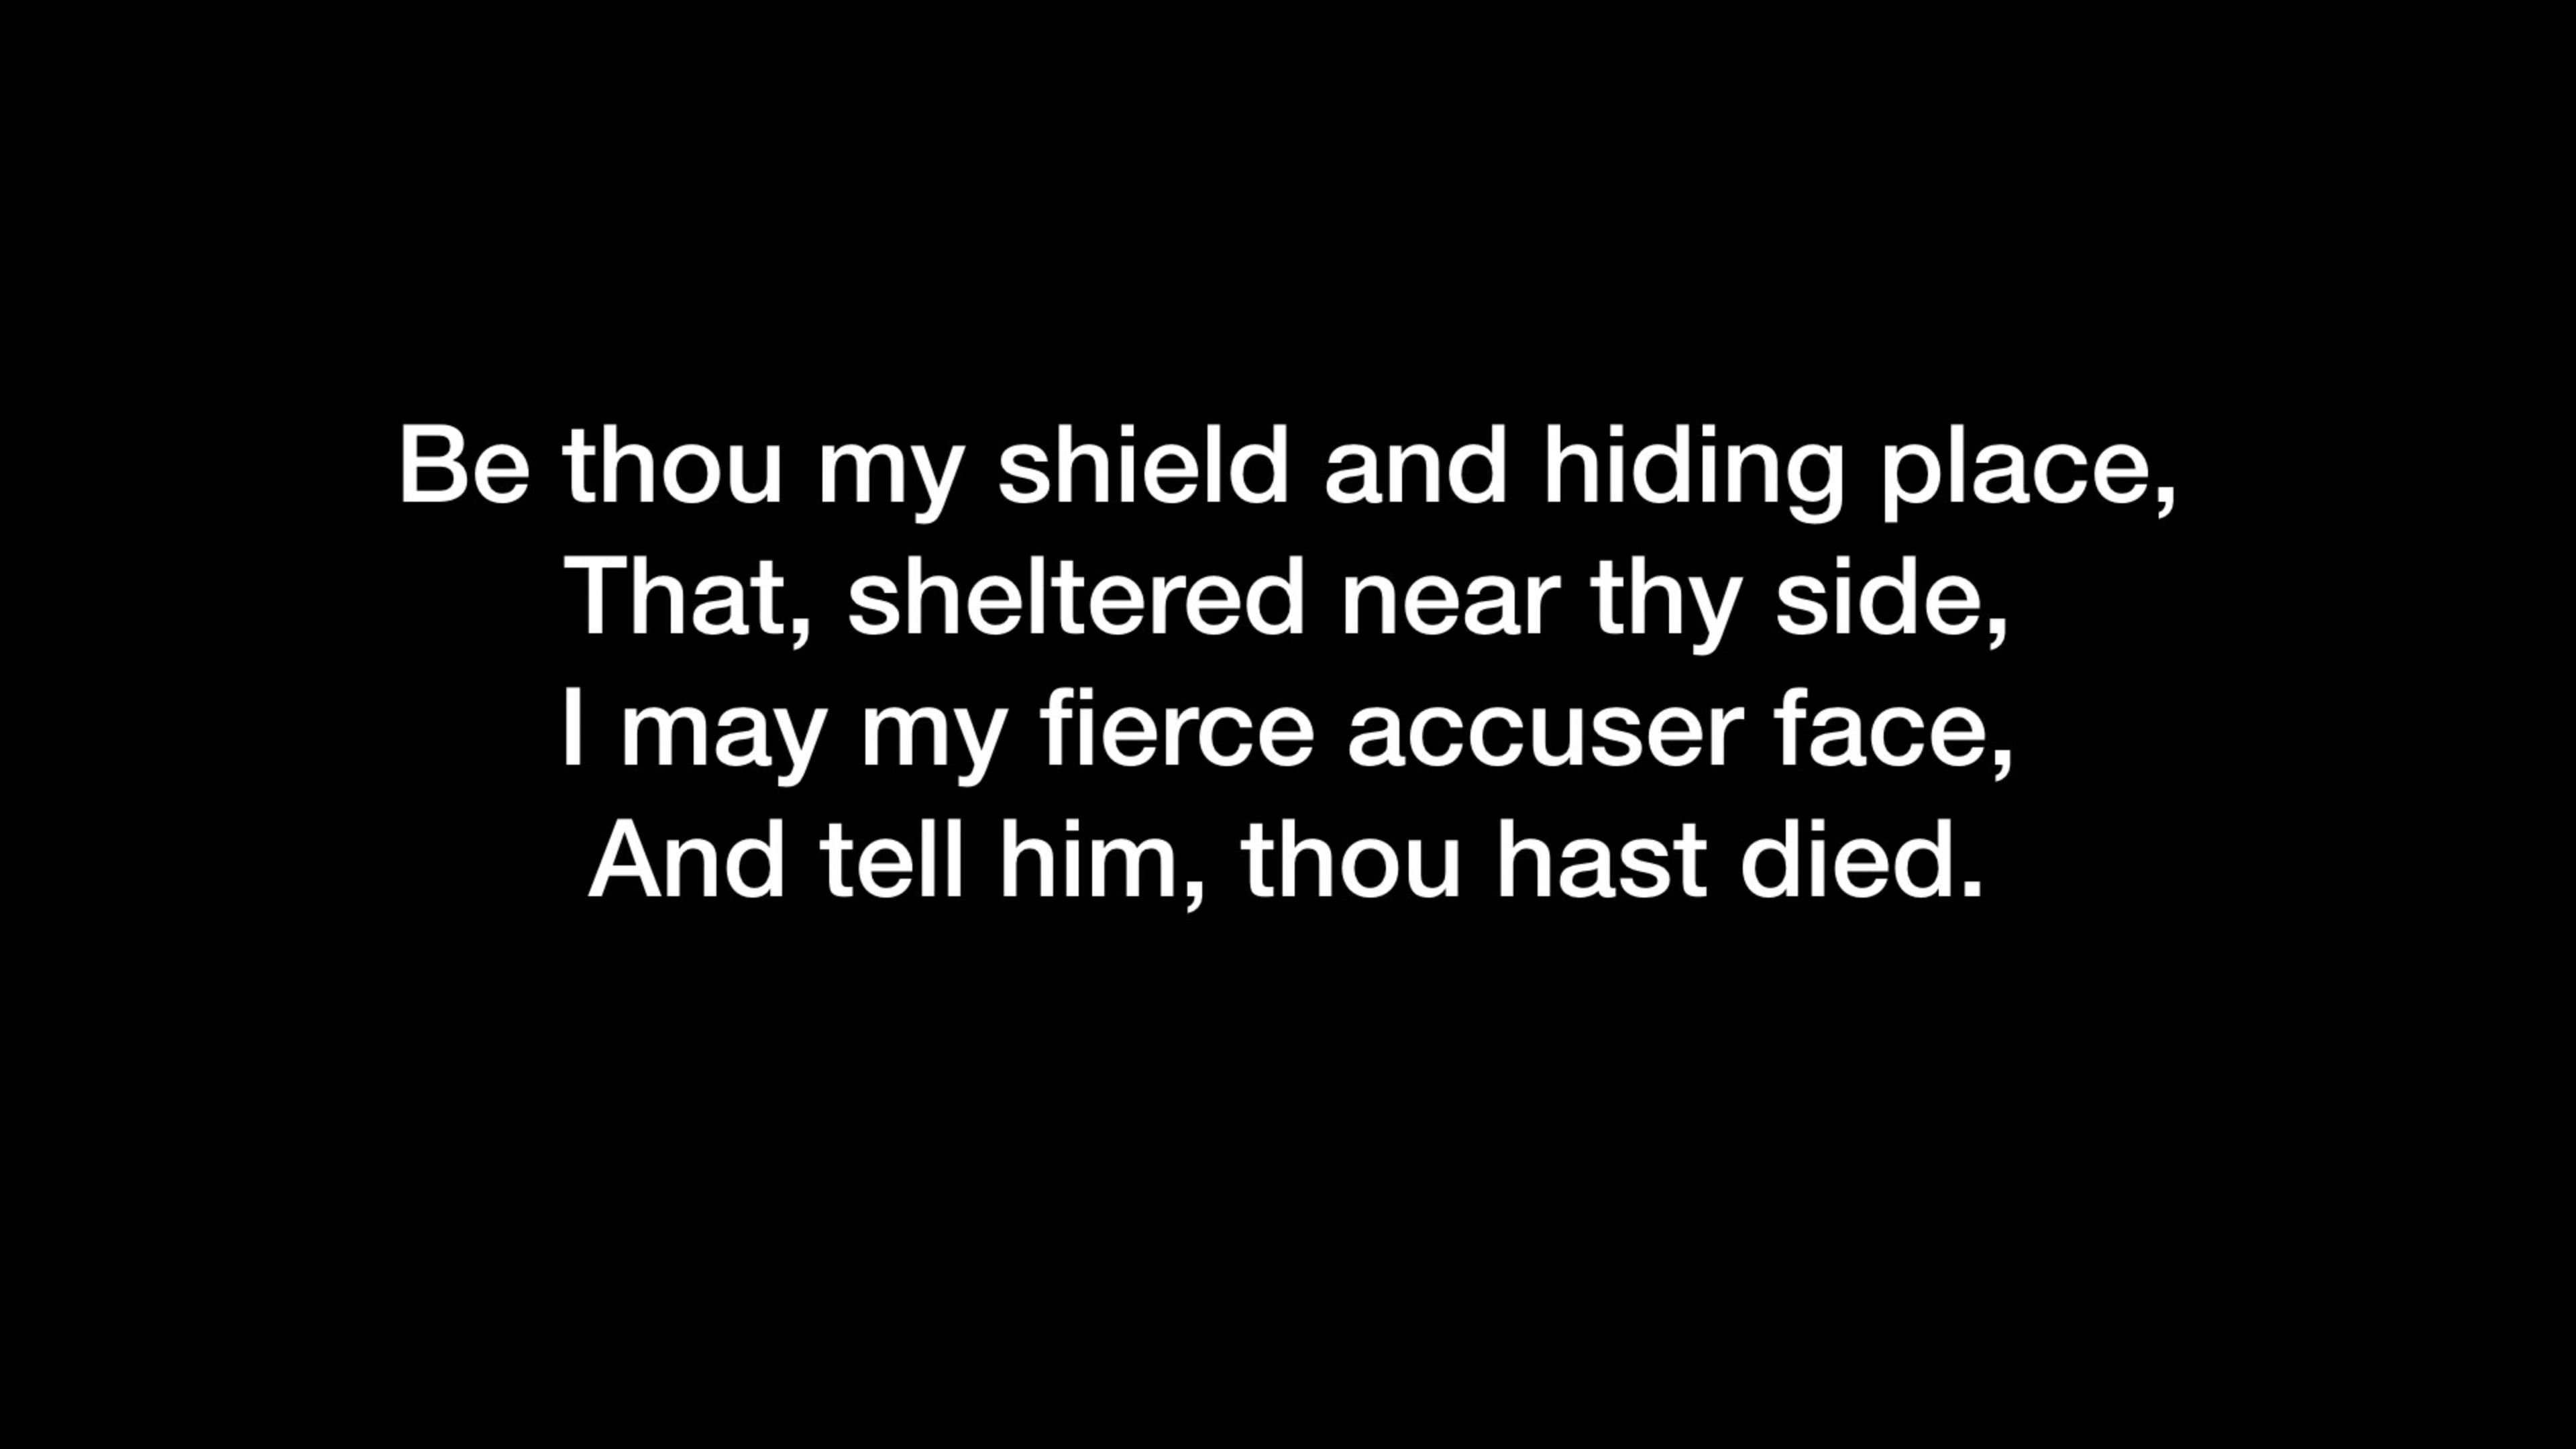 Be thou my shield and hiding place,
That, sheltered near thy side,
I may my fierce accuser face,
And tell him, thou hast died.